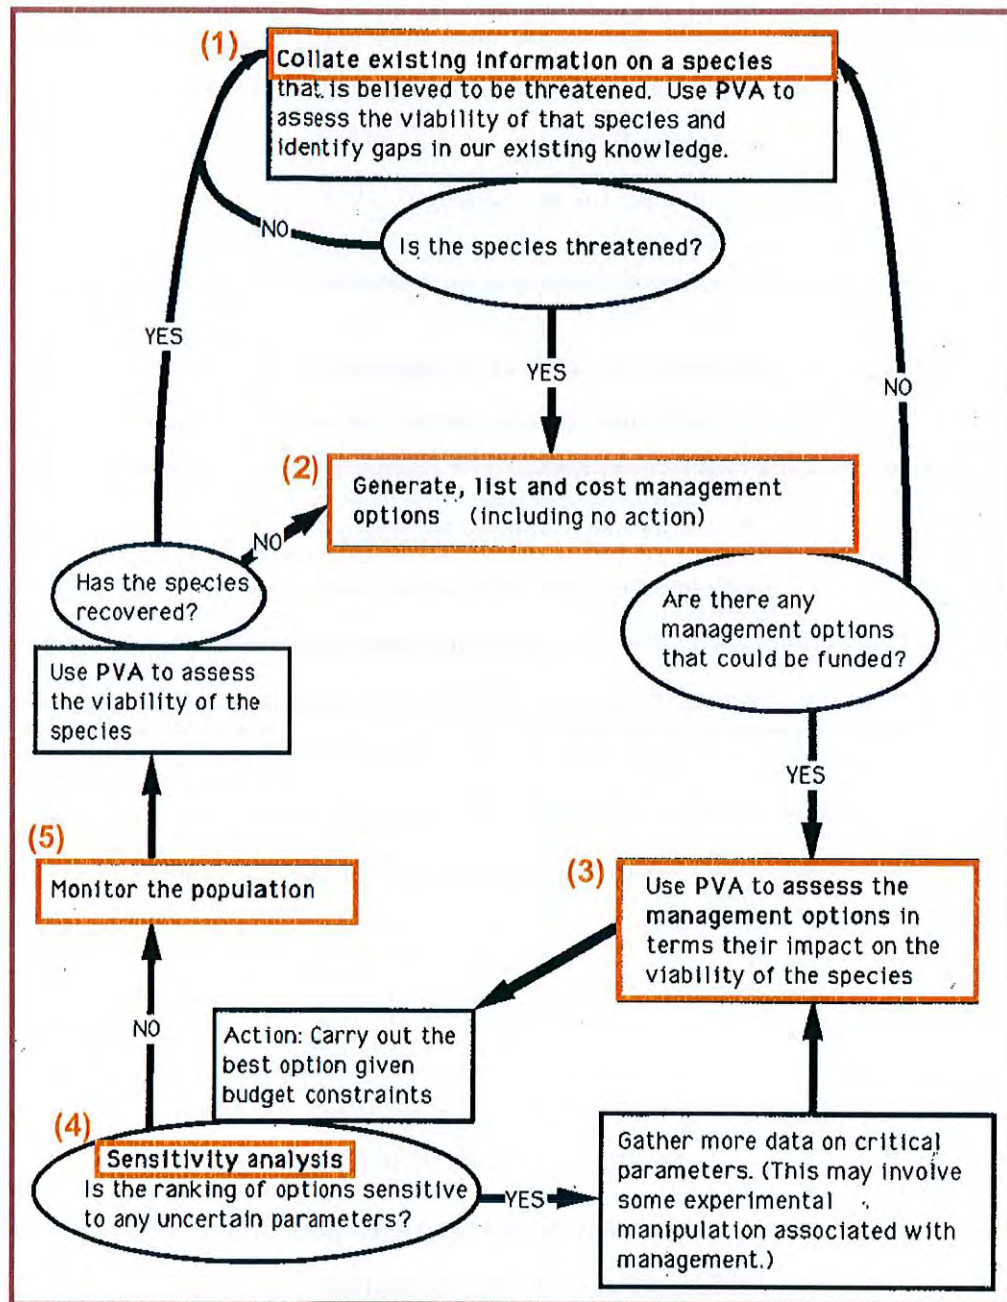 (1)
Collate existing information on a species
that is believed to be threatened. Use PVA to
assess the viability of that species and
identify gaps in our existing knowledge.
NO
Is the species threatened?
YES
YES
NO
(2)
Generate, list and cost management
options (including no action)
NO
Has the species
recovered?
Are there any
management options
that could be funded?
Use PVA to assess
the viability of the
species
YES
(5)
Monitor the population
(3)
Use PVA to assess the
management options in
terms their impact on the
viability of the species
NO
Action: Carry out the
best option given
budget constraints
(4)
Sensitivity analysis
Is the ranking of options sensitive
to any uncertain parameters?
YES
Gather more data on critical
parameters. (This may involve
some experimental
manipulation associated with
management.)